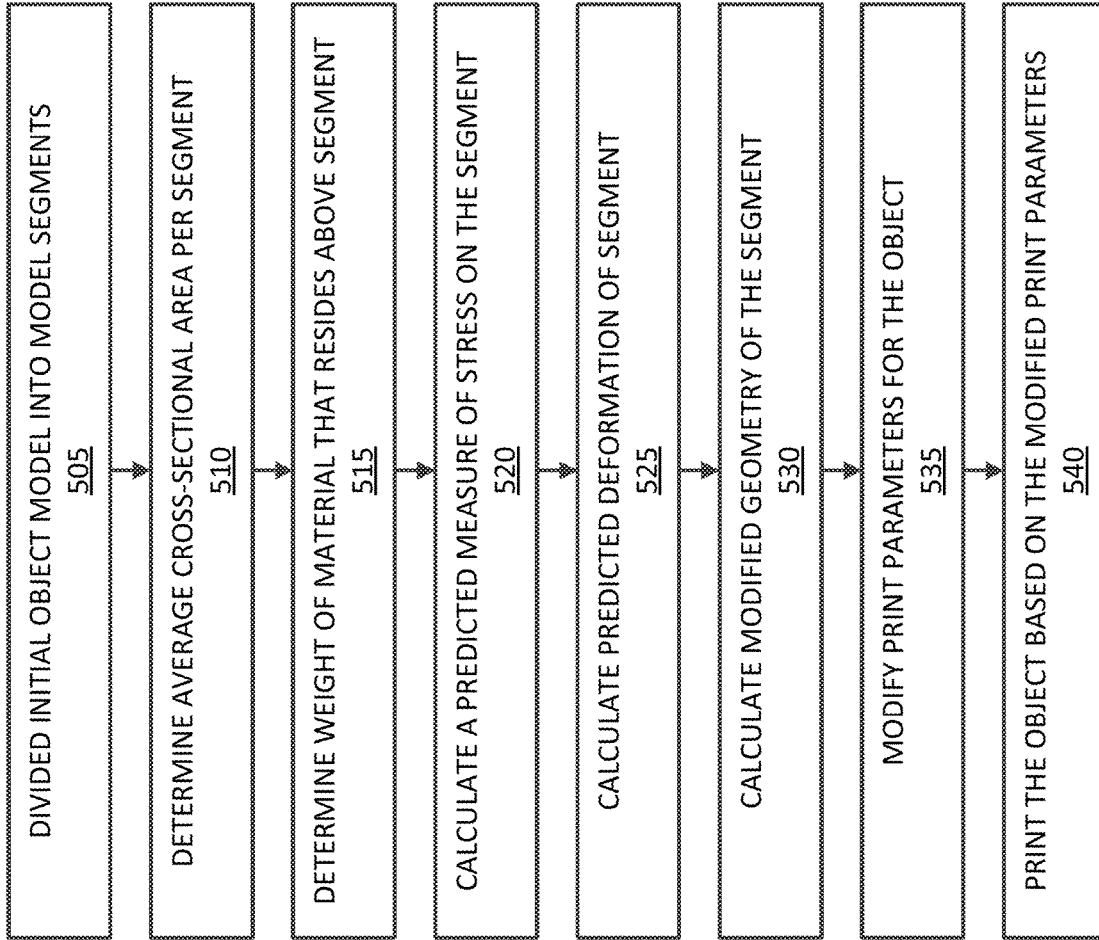 DIVIDED INITIAL OBJECT MODEL INTO MODEL SEGMENTS
505
DETERMINE AVERAGE CROSS-SECTIONAL AREA PER SEGMENT
510
DETERMINE WEIGHT OF MATERIAL THAT RESIDES ABOVE SEGMENT
515
CALCULATE A PREDICTED MEASURE OF STRESS ON THE SEGMENT
520
CALCULATE PREDICTED DEFORMATION OF SEGMENT
525
CALCULATE MODIFIED GEOMETRY OF THE SEGMENT
530
MODIFY PRINT PARAMETERS FOR THE OBJECT
535
PRINT THE OBJECT BASED ON THE MODIFIED PRINT PARAMETERS
540